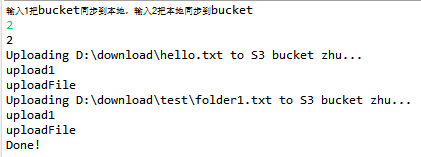 输入1把bucket同步到本地，输入2把本地同步到bucket
2
2
Uploading D:\download\hello.txt to S3 bucket zhu...
upload1
uploadFile
Uploading D:\download\test\folder1.txt to S3 bucket zhu...
upload1
uploadFile
Done!